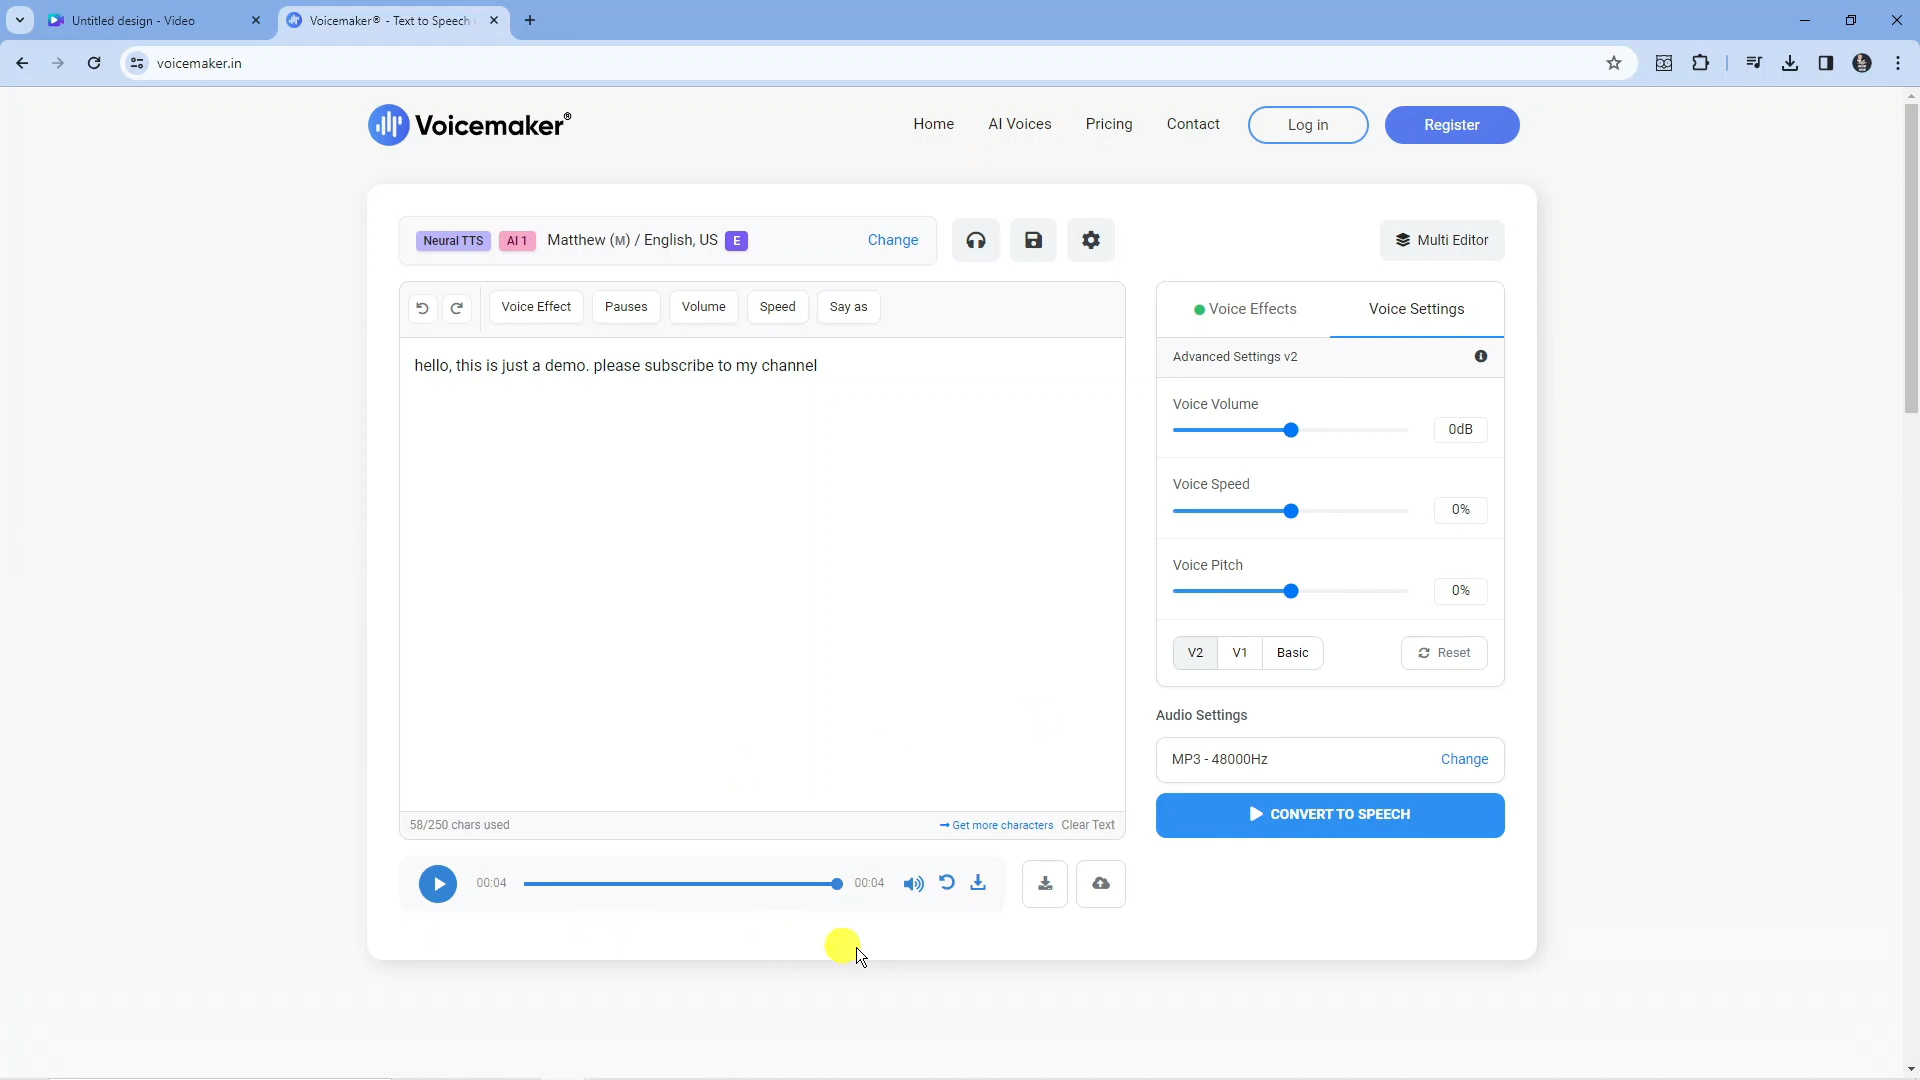 Untitled design - Video
Voicemaker® - Text to Speech
voicemaker.in
Voicemaker®
Home
AI Voices
Pricing
Contact
Log in
Register
Neural TTS
AI 1
Matthew (M) / English, US
E
Change
Multi Editor
Voice Effect
Pauses
Volume
Speed
Say as
Voice Effects
Voice Settings
Advanced Settings v2
hello, this is just a demo. please subscribe to my channel
Voice Volume
0dB
Voice Speed
0%
Voice Pitch
0%
V2
V1
Basic
Reset
Audio Settings
MP3 - 48000Hz
Change
CONVERT TO SPEECH
58/250 chars used
Get more characters
Clear Text
00:04
00:04